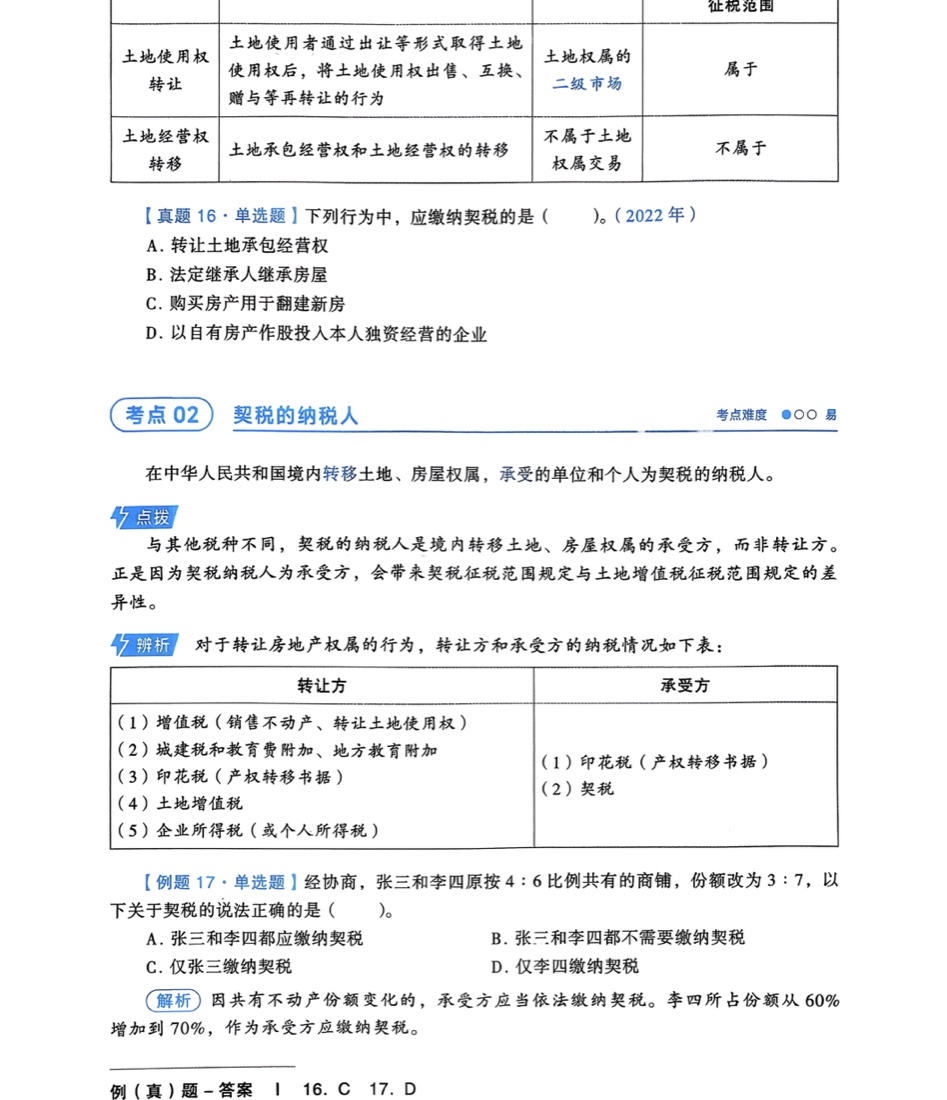 征税范围
土地使用权
转让
土地使用者通过出让等形式取得土地
使用权后，将土地使用权出售、互换、
赠与等再转让的行为
土地权属的
二级市场
属于
土地经营权
转移
土地承包经营权和土地经营权的转移
不属于土地
权属交易
不属于
【真题 16·单选题】下列行为中，应缴纳契税的是（　　）。（2022 年）
A. 转让土地承包经营权
B. 法定继承人继承房屋
C. 购买房产用于翻建新房
D. 以自有房产作股投入本人独资经营的企业
考点 02 契税的纳税人 考点难度 ●○○ 易
在中华人民共和国境内转移土地、房屋权属，承受的单位和个人为契税的纳税人。
点拨
与其他税种不同，契税的纳税人是境内转移土地、房屋权属的承受方，而非转让方。
正是因为契税纳税人为承受方，会带来契税征税范围规定与土地增值税征税范围规定的差
异性。
辨析 对于转让房地产权属的行为，转让方和承受方的纳税情况如下表：
转让方
承受方
（1）增值税（销售不动产、转让土地使用权）
（2）城建税和教育费附加、地方教育附加
（3）印花税（产权转移书据）
（4）土地增值税
（5）企业所得税（或个人所得税）
（1）印花税（产权转移书据）
（2）契税
【例题 17·单选题】经协商，张三和李四原按 4：6 比例共有的商铺，份额改为 3：7，以
下关于契税的说法正确的是（　　）。
A. 张三和李四都应缴纳契税 B. 张三和李四都不需要缴纳契税
C. 仅张三缴纳契税 D. 仅李四缴纳契税
解析 因共有不动产份额变化的，承受方应当依法缴纳契税。李四所占份额从 60%
增加到 70%，作为承受方应缴纳契税。
例（真）题–答案 | 16. C 17. D